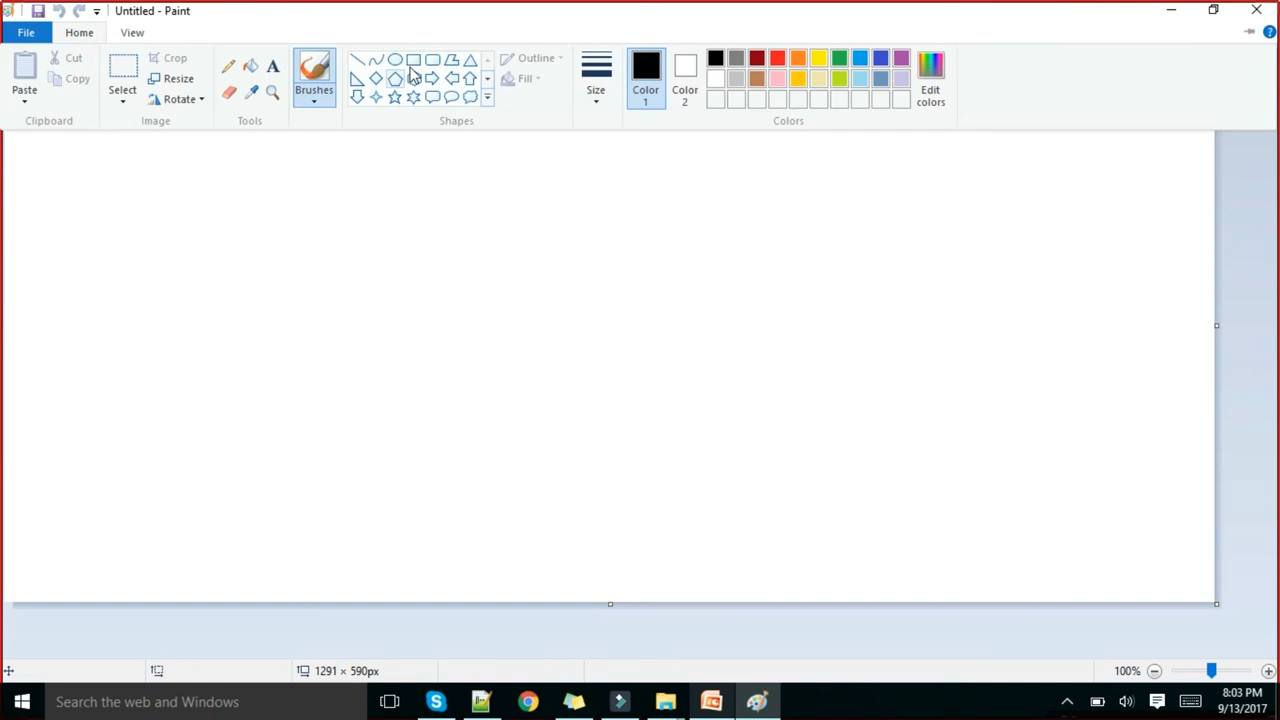 Untitled - Paint
File Home View
Paste
Cut
Copy
Clipboard
Select
Crop
Resize
Rotate
Image
A
Tools
Brushes
Shapes
Outline
Fill
Size
Color 1
Color 2
Edit colors
Colors
1291 × 590px
100%
Search the web and Windows
8:03 PM
9/13/2017